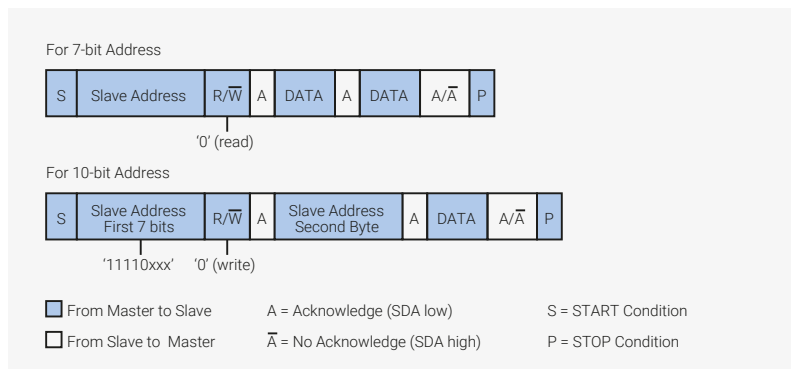 For 7-bit Address
S Slave Address R/W̅ A DATA A DATA A/A̅ P
‘0’ (read)
For 10-bit Address
S Slave Address First 7 bits R/W̅ A Slave Address Second Byte A DATA A/A̅ P
‘11110xxx’ ‘0’ (write)
From Master to Slave A = Acknowledge (SDA low) S = START Condition
From Slave to Master A̅ = No Acknowledge (SDA high) P = STOP Condition